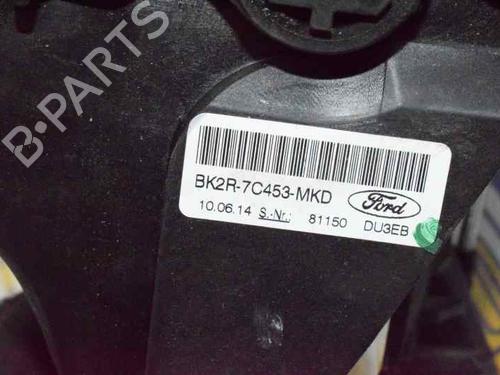 B-PARTS
BK2R-7C453-MKD
Ford
10.06.14 S.-Nr.: 81150 DU3EB